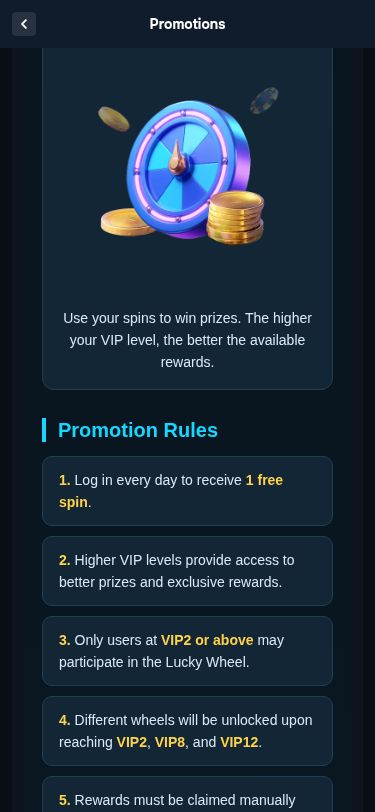 Promotions
Use your spins to win prizes. The higher
your VIP level, the better the available
rewards.
Promotion Rules
1. Log in every day to receive 1 free
spin.
2. Higher VIP levels provide access to
better prizes and exclusive rewards.
3. Only users at VIP2 or above may
participate in the Lucky Wheel.
4. Different wheels will be unlocked upon
reaching VIP2, VIP8, and VIP12.
5. Rewards must be claimed manually